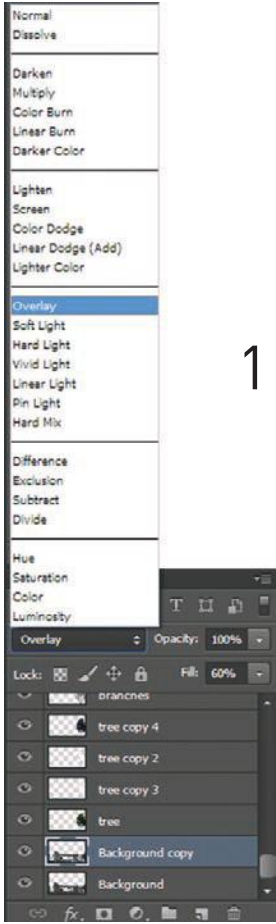 Normal
Dissolve
Darken
Multiply
Color Burn
Linear Burn
Darker Color
Lighten
Screen
Color Dodge
Linear Dodge (Add)
Lighter Color
Overlay
Soft Light
Hard Light
Vivid Light
Linear Light
Pin Light
Hard Mix
Difference
Exclusion
Subtract
Divide
Hue
Saturation
Color
Luminosity
1
T
Overlay Opacity: 100%
Lock: Fill: 60%
branches
tree copy 4
tree copy 2
tree copy 3
tree
Background copy
Background
fx.